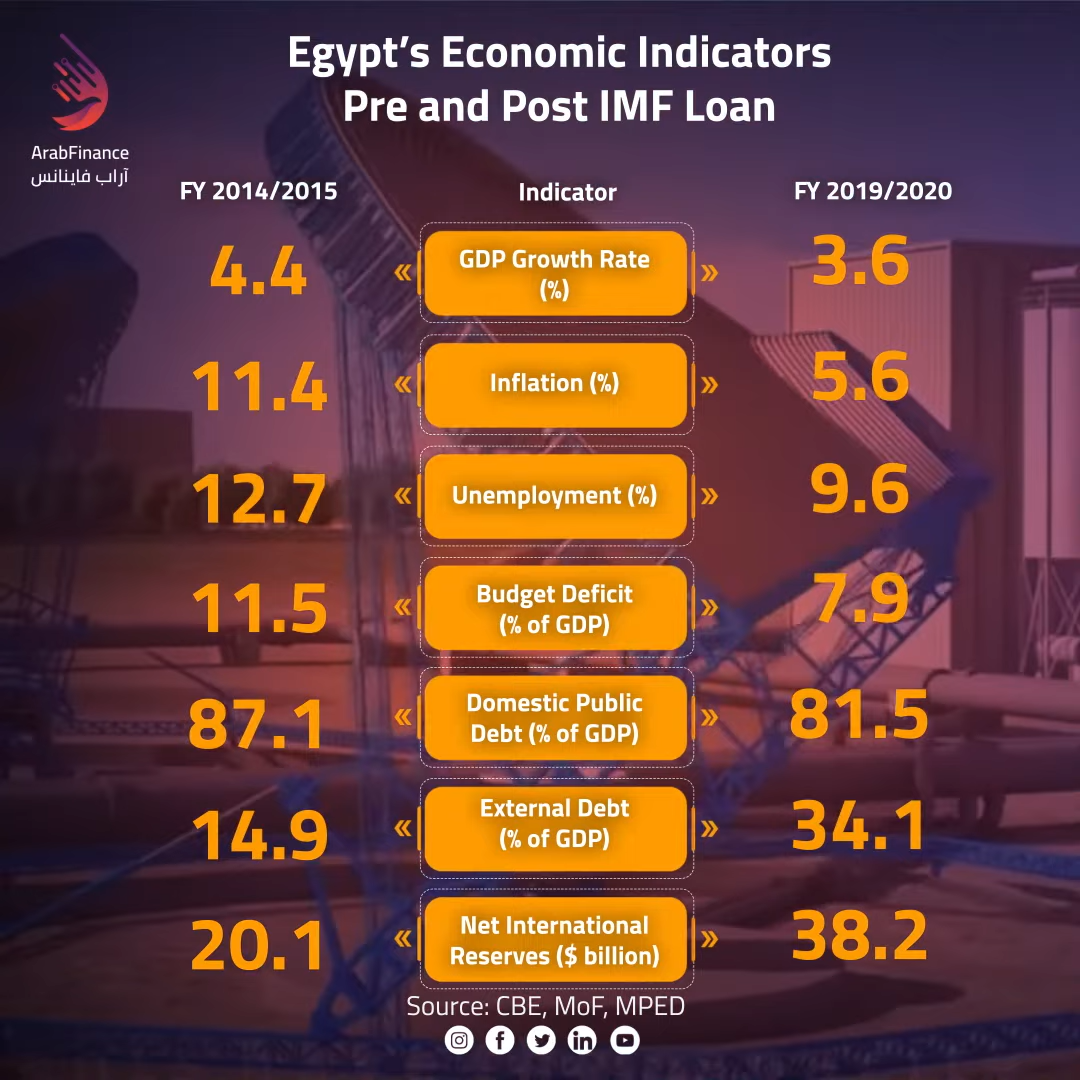 Egypt's Economic Indicators
Pre and Post IMF Loan
ArabFinance
آراب فاينانس
FY 2014/2015 Indicator FY 2019/2020
4.4 « GDP Growth Rate » 3.6
(%)
11.4 « Inflation (%) » 5.6
12.7 « Unemployment (%) » 9.6
11.5 « Budget Deficit » 7.9
(% of GDP)
87.1 « Domestic Public » 81.5
Debt (% of GDP)
14.9 « External Debt » 34.1
(% of GDP)
20.1 « Net International » 38.2
Reserves ($ billion)
Source: CBE, MoF, MPED